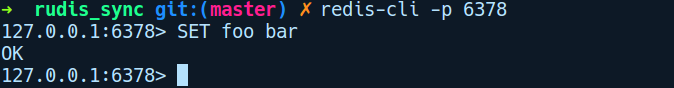 ➜ rudis_sync git:(master) ✗ redis-cli -p 6378
127.0.0.1:6378> SET foo bar
OK
127.0.0.1:6378>